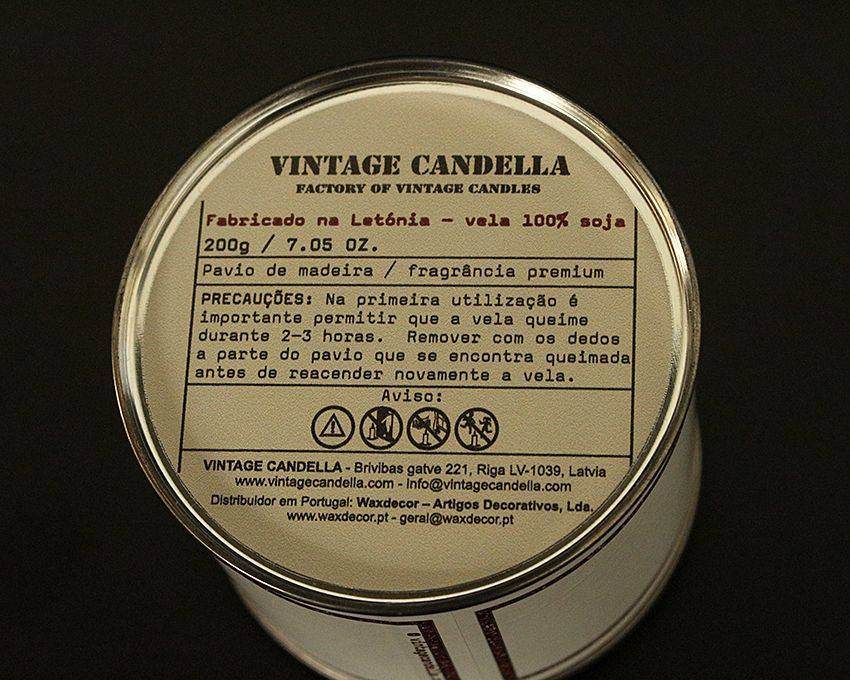 VINTAGE CANDELLA
FACTORY OF VINTAGE CANDLES
Fabricado na Letónia – vela 100% soja
200g / 7.05 OZ.
Pavio de madeira / fragrância premium
PRECAUÇÕES: Na primeira utilização é
importante permitir que a vela queime
durante 2–3 horas. Remover com os dedos
a parte do pavio que se encontra queimada
antes de reacender novamente a vela.
Aviso:
VINTAGE CANDELLA - Brivibas gatve 221, Riga LV-1039, Latvia
www.vintagecandella.com - info@vintagecandella.com
Distribuidor em Portugal: Waxdecor – Artigos Decorativos, Lda.
www.waxdecor.pt - geral@waxdecor.pt